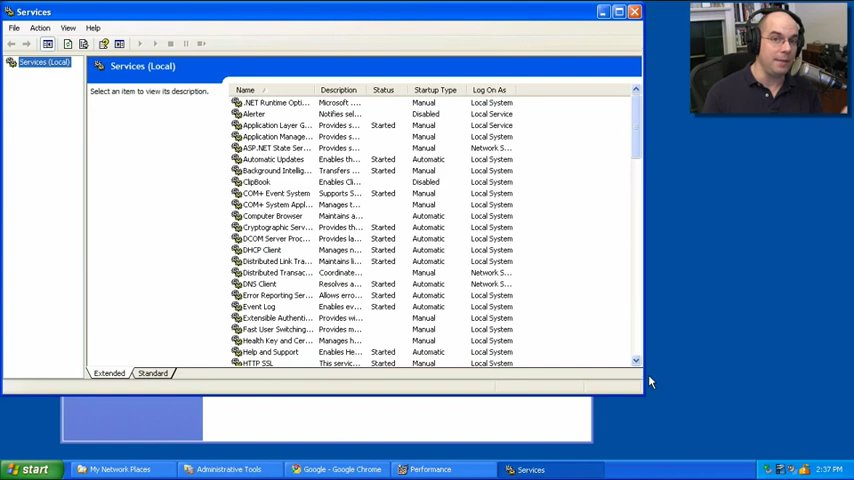 Services
File Action View Help
Services (Local)
Services (Local)
Select an item to view its description.
Name Description Status Startup Type Log On As
.NET Runtime Opti... Microsoft .... Manual Local System
Alerter Notifies sel... Disabled Local Service
Application Layer G... Provides s... Started Manual Local Service
Application Manage... Provides s... Manual Local System
ASP.NET State Ser... Provides s... Manual Network S...
Automatic Updates Enables th... Started Automatic Local System
Background Intellig... Transfers ... Started Manual Local System
ClipBook Enables Cli... Disabled Local System
COM+ Event System Supports S... Started Manual Local System
COM+ System Appl... Manages t... Manual Local System
Computer Browser Maintains a... Automatic Local System
Cryptographic Serv... Provides th... Started Automatic Local System
DCOM Server Proc... Provides la... Started Automatic Local System
DHCP Client Manages n... Started Automatic Local System
Distributed Link Tra... Maintains li... Started Automatic Local System
Distributed Transac... Coordinate... Manual Network S...
DNS Client Resolves a... Started Automatic Network S...
Error Reporting Ser... Allows erro... Started Automatic Local System
Event Log Enables ev... Started Automatic Local System
Extensible Authenti... Provides wi... Manual Local System
Fast User Switching... Provides m... Manual Local System
Health Key and Cer... Provides h... Manual Local System
Help and Support Enables He... Started Automatic Local System
HTTP SSL This servic... Manual Local System
Extended Standard
start My Network Places Administrative Tools Google - Google Chrome Performance Services 2:37 PM